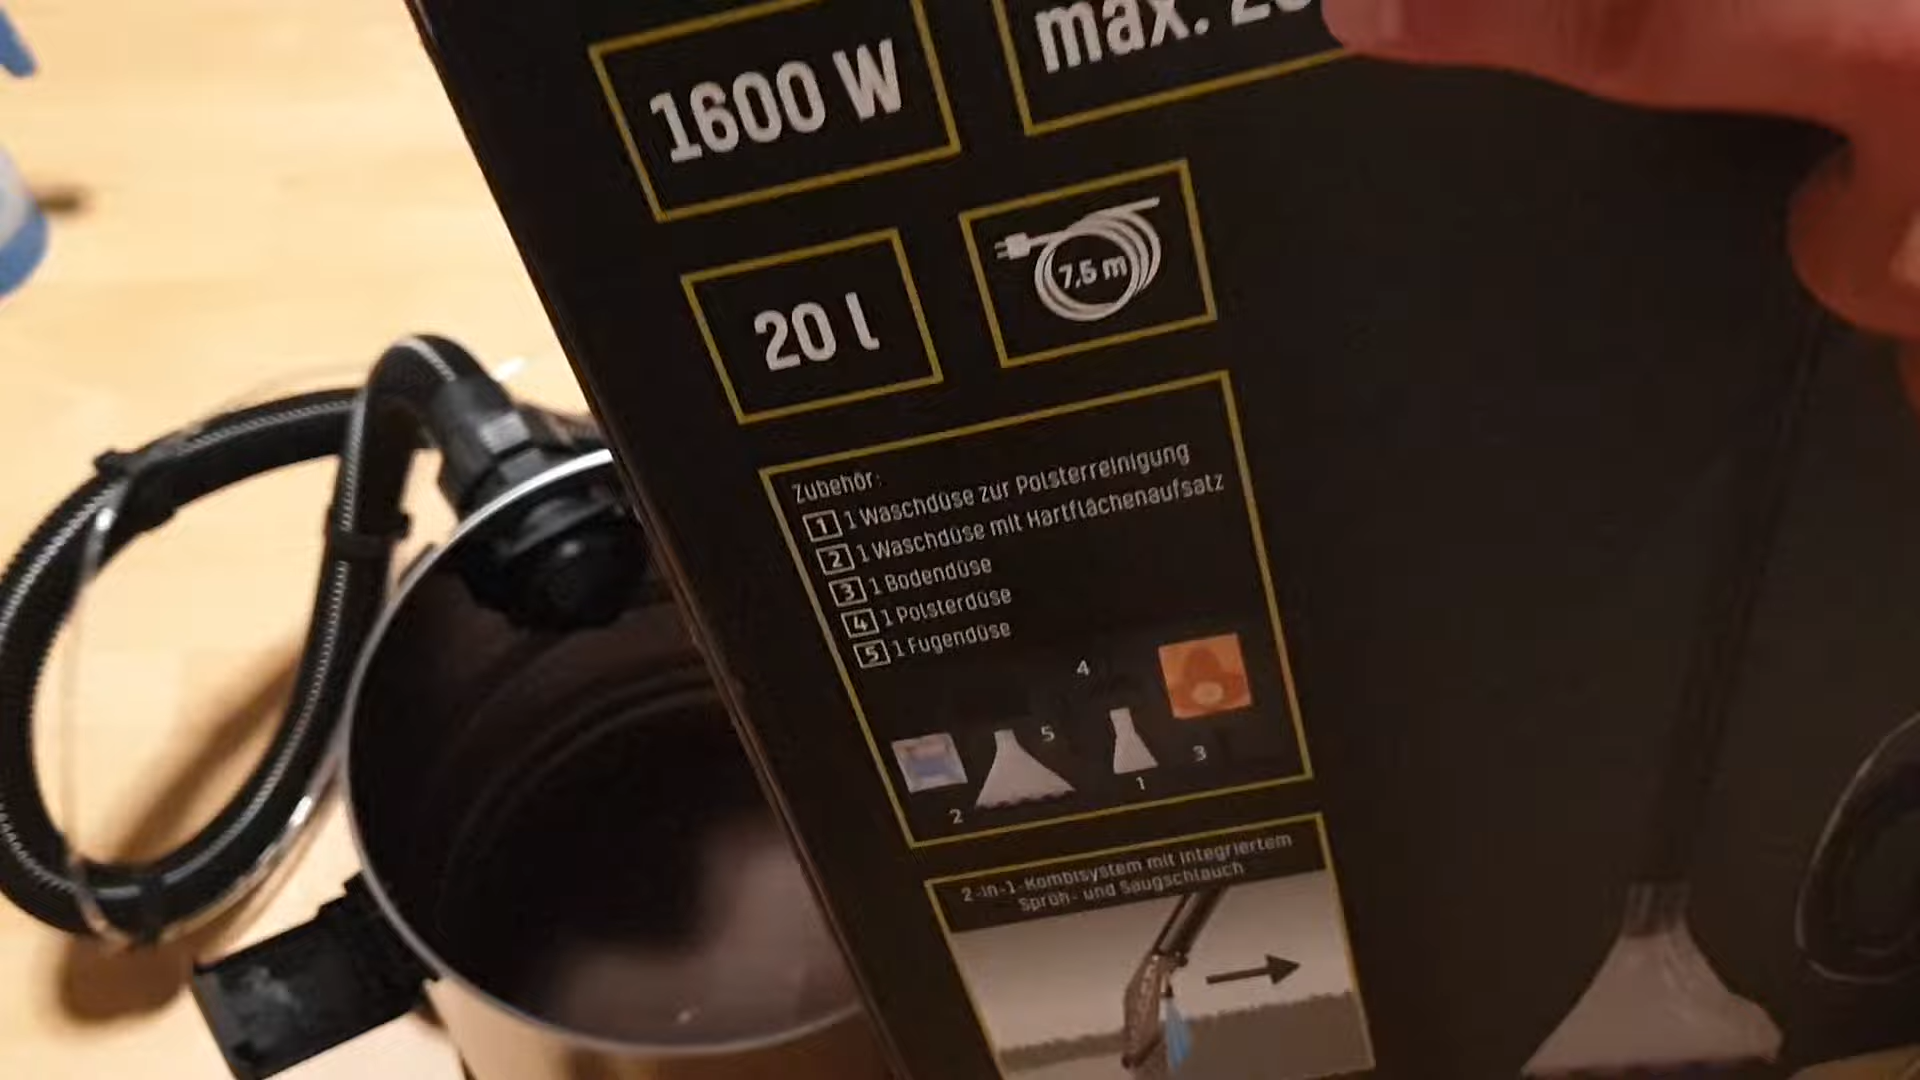 1600 W
max. 2
20 l
7,5 m
Zubehör:
1 1 Waschdüse zur Polsterreinigung
2 1 Waschdüse mit Hartflächenaufsatz
3 1 Bodendüse
4 1 Polsterdüse
5 1 Fugendüse
4
5
3
1
2
2-in-1-Kombisystem mit integriertem
Sprüh- und Saugschlauch